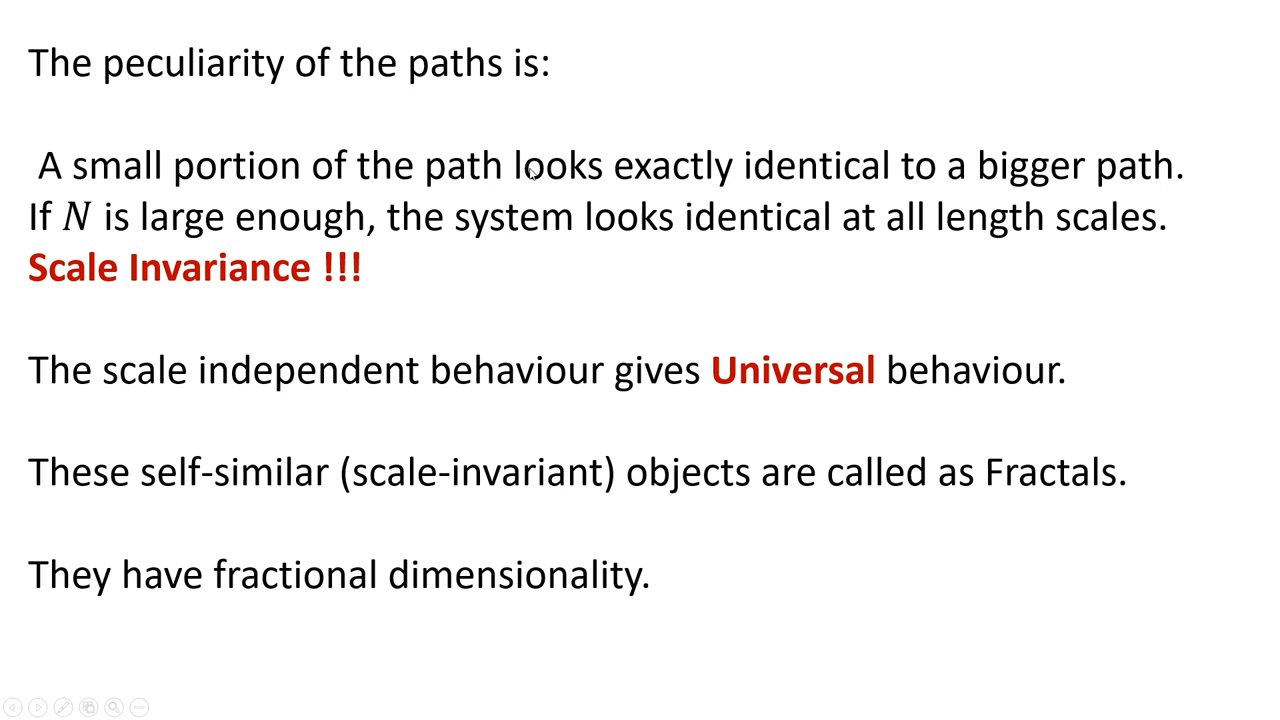 The peculiarity of the paths is:
A small portion of the path looks exactly identical to a bigger path.
If N is large enough, the system looks identical at all length scales.
Scale Invariance !!!
The scale independent behaviour gives Universal behaviour.
These self-similar (scale-invariant) objects are called as Fractals.
They have fractional dimensionality.